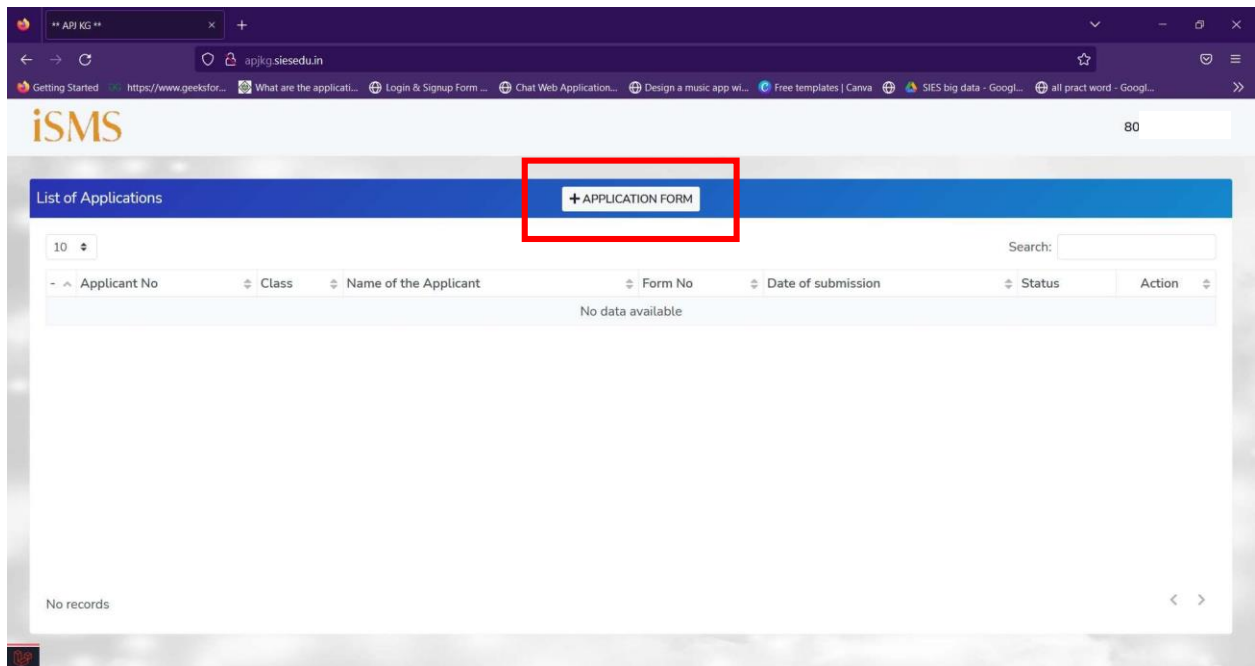 ** APJ KG **
apjkg.siesedu.in
Getting Started https://www.geeksfor... What are the applicati... Login & Signup Form ... Chat Web Application... Design a music app wi... Free templates | Canva SIES big data - Googl... all pract word - Googl...
iSMS 80
List of Applications + APPLICATION FORM
10 Search:
- Applicant No Class Name of the Applicant Form No Date of submission Status Action
No data available
No records